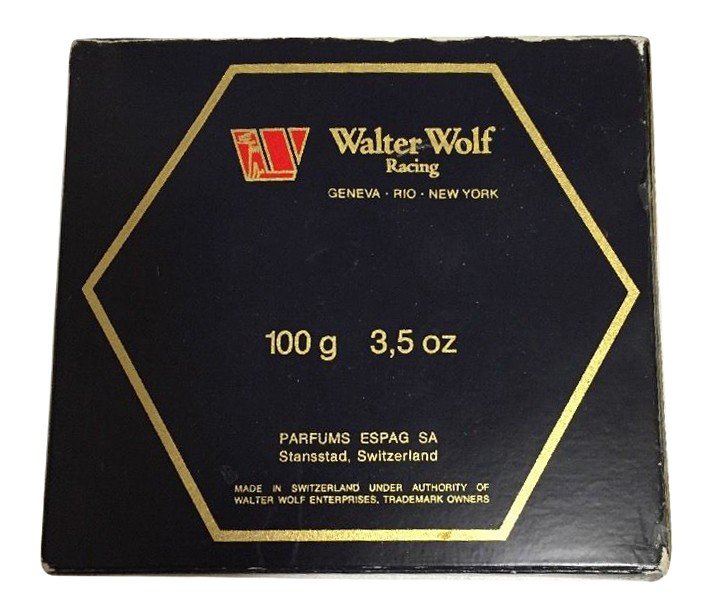 Walter Wolf
Racing
GENEVA · RIO · NEW YORK
100 g 3,5 oz
PARFUMS ESPAG SA
Stansstad, Switzerland
MADE IN SWITZERLAND UNDER AUTHORITY OF
WALTER WOLF ENTERPRISES, TRADEMARK OWNERS